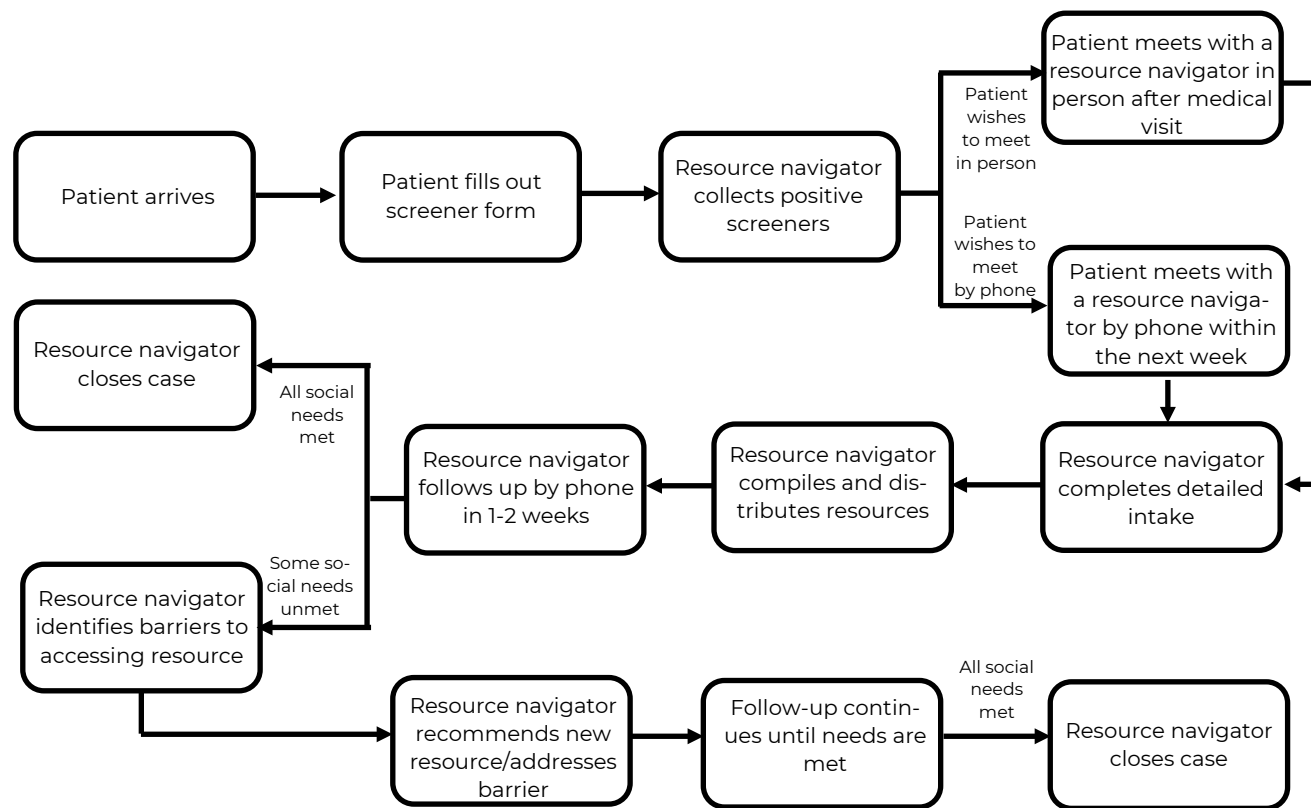 Patient arrives
Patient fills out
screener form
Resource navigator
collects positive
screeners
Patient
wishes
to meet
in person
Patient meets with a
resource navigator in
person after medical
visit
Patient
wishes to
meet
by phone
Patient meets with
a resource naviga-
tor by phone within
the next week
Resource navigator
completes detailed
intake
Resource navigator
compiles and dis-
tributes resources
Resource navigator
follows up by phone
in 1-2 weeks
All social
needs
met
Resource navigator
closes case
Some so-
cial needs
unmet
Resource navigator
identifies barriers to
accessing resource
Resource navigator
recommends new
resource/addresses
barrier
Follow-up contin-
ues until needs are
met
All social
needs
met
Resource navigator
closes case